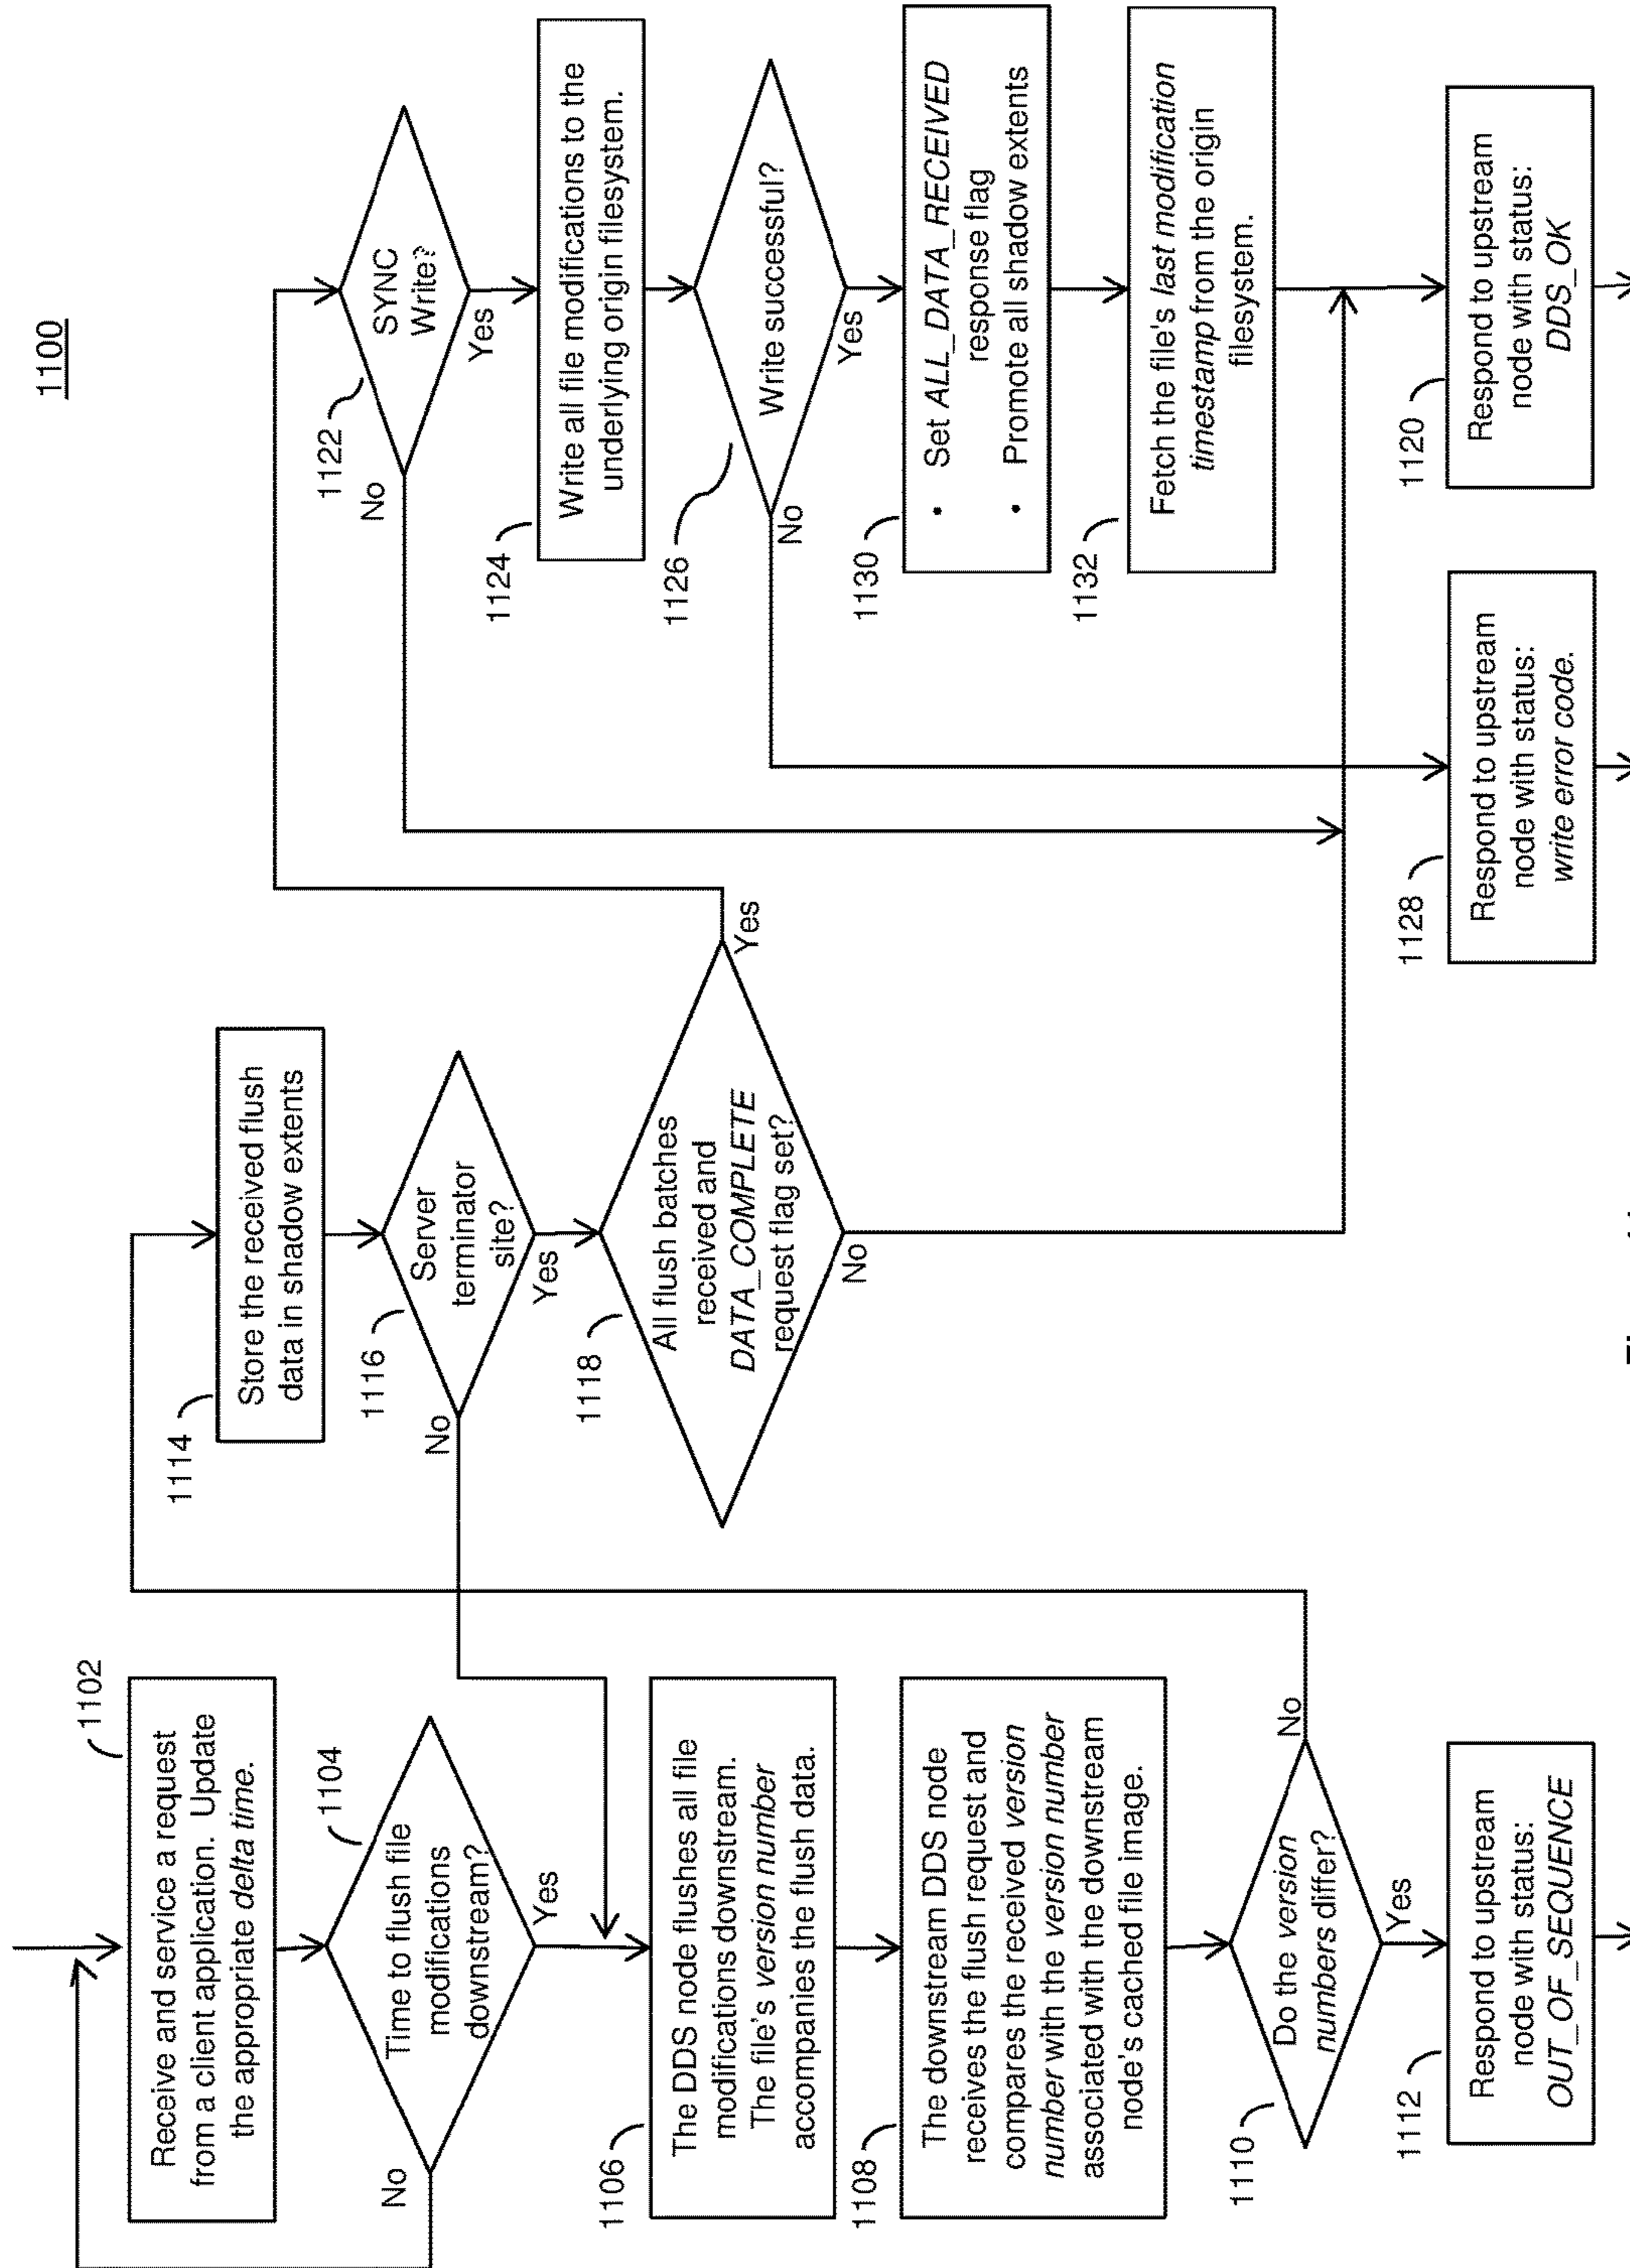 1100
1102
Receive and service a request
from a client application. Update
the appropriate delta time.
1104
Time to flush file
modifications
downstream?
No
Yes
1106
The DDS node flushes all file
modifications downstream.
The file's version number
accompanies the flush data.
1108
The downstream DDS node
receives the flush request and
compares the received version
number with the version number
associated with the downstream
node's cached file image.
1110
Do the version
numbers differ?
No
Yes
1112
Respond to upstream
node with status:
OUT_OF_SEQUENCE
1114
Store the received flush
data in shadow extents
1116
Server
terminator
site?
No
Yes
1118
All flush batches
received and
DATA_COMPLETE
request flag set?
Yes
No
1122
SYNC
Write?
No
Yes
1124
Write all file modifications to the
underlying origin filesystem.
1126
Write successful?
No
Yes
1130
• Set ALL_DATA_RECEIVED
response flag
• Promote all shadow extents
1132
Fetch the file's last modification
timestamp from the origin
filesystem.
1128
Respond to upstream
node with status:
write error code.
1120
Respond to upstream
node with status:
DDS_OK